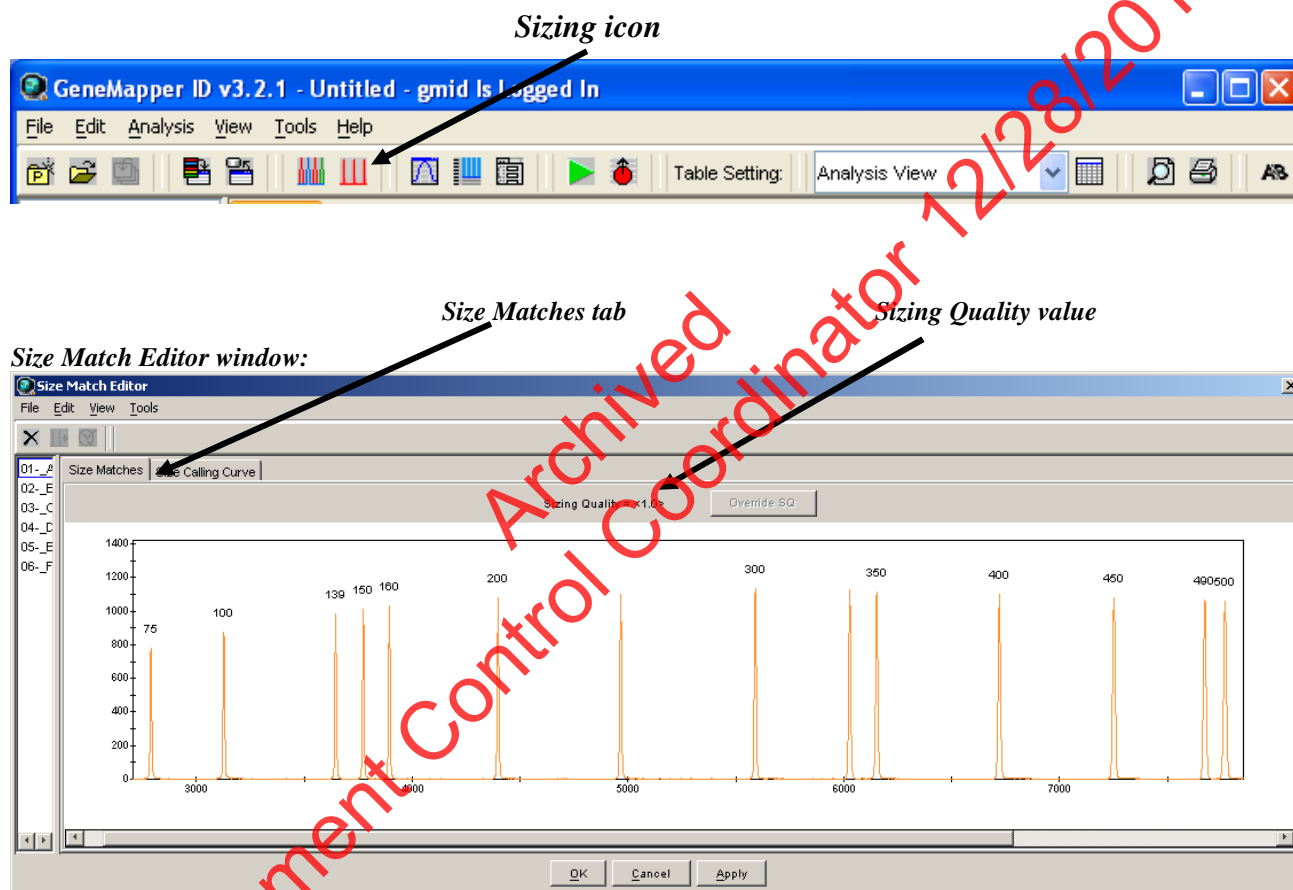 Sizing icon
GeneMapper ID v3.2.1 - Untitled - gmid Is Logged In
File Edit Analysis View Tools Help
Table Setting: Analysis View
Size Matches tab
Sizing Quality value
Size Match Editor window:
Size Match Editor
File Edit View Tools
01-_A
02-_E
03-_C
04-_D
05-_E
06-_F
Size Matches
Size Calling Curve
Sizing Quality = <1.0>
Override SQ
1400
1200
1000
800
600
400
200
0
75
100
139
150
160
200
300
350
400
450
490
500
3000
4000
5000
6000
7000
OK Cancel Apply
Archived
Control Coordinator 12/28/201